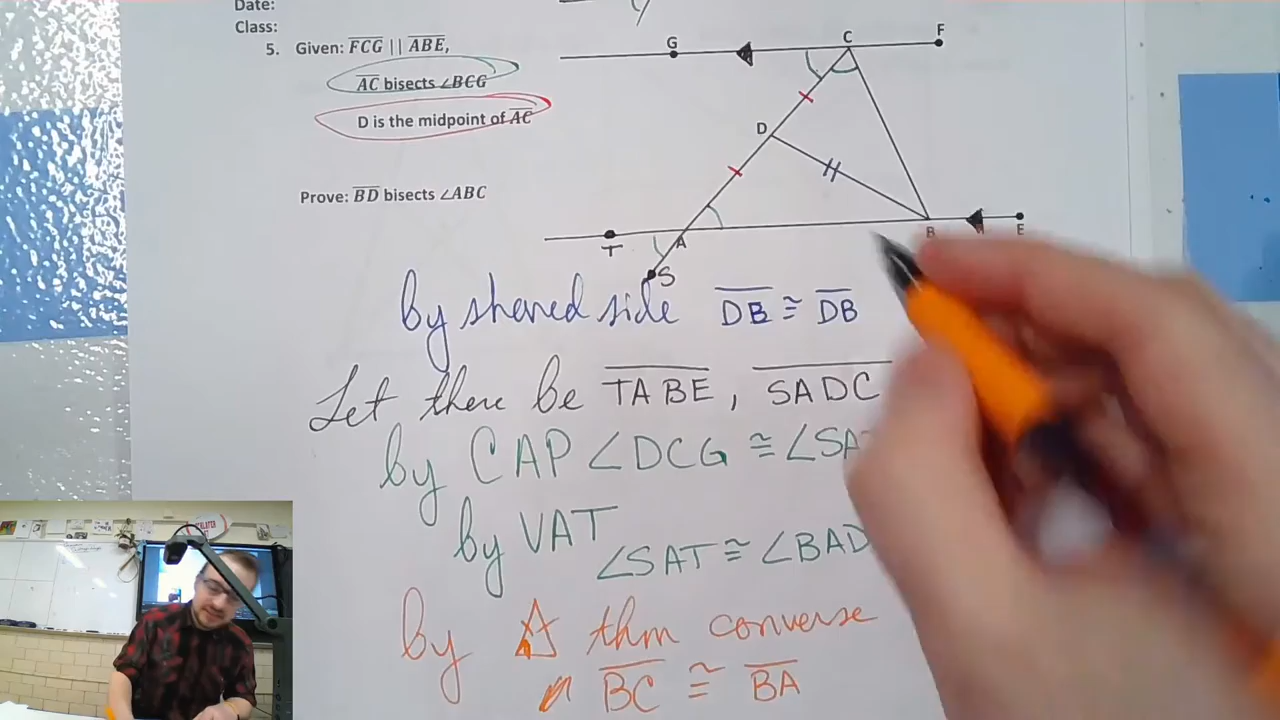 Date:
Class:
5. Given: FCG || ABE,
AC bisects ∠BCG
D is the midpoint of AC
Prove: BD bisects ∠ABC
G
C
F
D
T
A
B
E
S
by shared side DB ≅ DB
Let there be TABE, SADC
by CAP ∠DCG ≅ ∠SAT
by VAT
∠SAT ≅ ∠BAD
by thm converse
BC ≅ BA